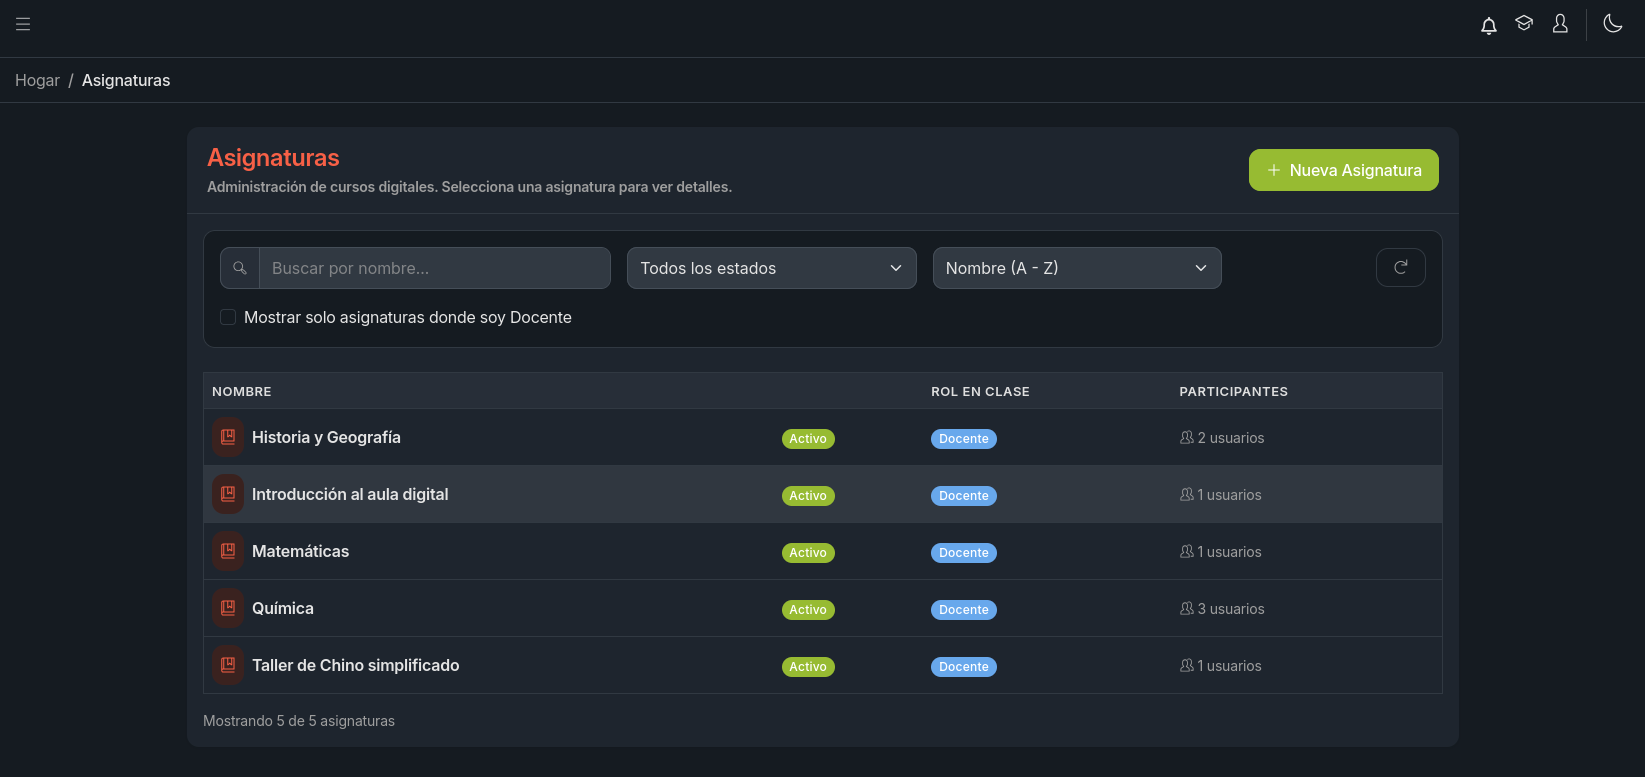 Hogar / Asignaturas
Asignaturas
Administración de cursos digitales. Selecciona una asignatura para ver detalles.
Nueva Asignatura
Buscar por nombre...
Todos los estados
Nombre (A - Z)
Mostrar solo asignaturas donde soy Docente
NOMBRE ROL EN CLASE PARTICIPANTES
Historia y Geografía Activo Docente 2 usuarios
Introducción al aula digital Activo Docente 1 usuarios
Matemáticas Activo Docente 1 usuarios
Química Activo Docente 3 usuarios
Taller de Chino simplificado Activo Docente 1 usuarios
Mostrando 5 de 5 asignaturas